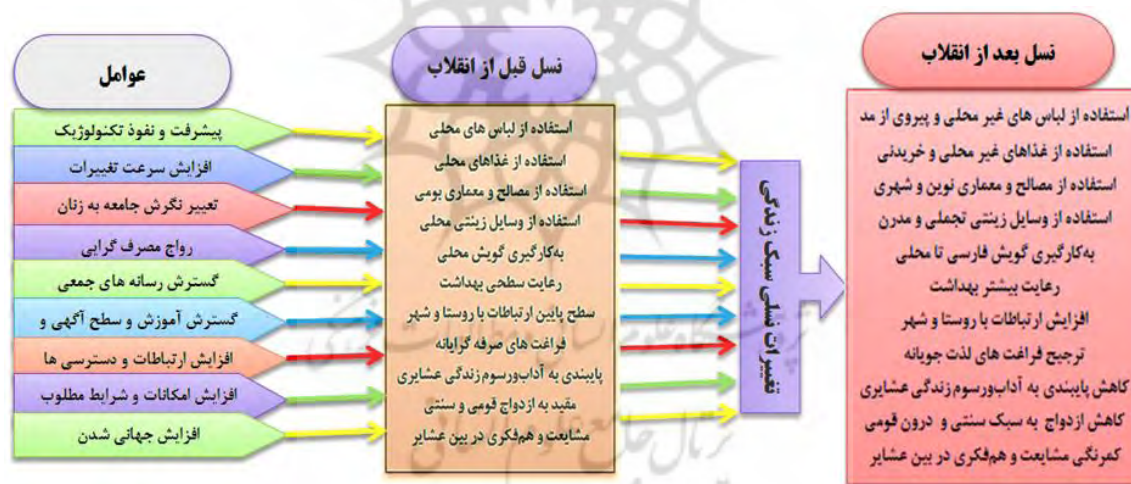 نسل بعد از انقلاب
استفاده از لباس های غیر محلی و پیروی از مد
استفاده از غذاهای غیر محلی و خریدنی
استفاده از مصالح و معماری نوین و شهری
استفاده از وسایل زینتی تجملی و مدرن
به‌کارگیری گویش فارسی تا محلی
رعایت بیشتر بهداشت
افزایش ارتباطات با روستا و شهر
ترجیح فراغت های لذت جویانه
کاهش پایبندی به آداب‌ورسوم زندگی عشایری
کاهش ازدواج به سبک سنتی و درون قومی
کمرنگی مشایعت و هم‌فکری در بین عشایر
تغییرات نسلی سبک زندگی
نسل قبل از انقلاب
استفاده از لباس های محلی
استفاده از غذاهای محلی
استفاده از مصالح و معماری بومی
استفاده از وسایل زینتی محلی
به‌کارگیری گویش محلی
رعایت سطحی بهداشت
سطح پایین ارتباطات با روستا و شهر
فراغت های صرفه گرایانه
پایبندی به آداب‌ورسوم زندگی عشایری
مقید به ازدواج قومی و سنتی
مشایعت و هم‌فکری در بین عشایر
عوامل
پیشرفت و نفوذ تکنولوژیک
افزایش سرعت تغییرات
تغییر نگرش جامعه به زنان
رواج مصرف گرایی
گسترش رسانه های جمعی
گسترش آموزش و سطح آگهی و
افزایش ارتباطات و دسترسی ها
افزایش امکانات و شرایط مطلوب
افزایش جهانی شدن